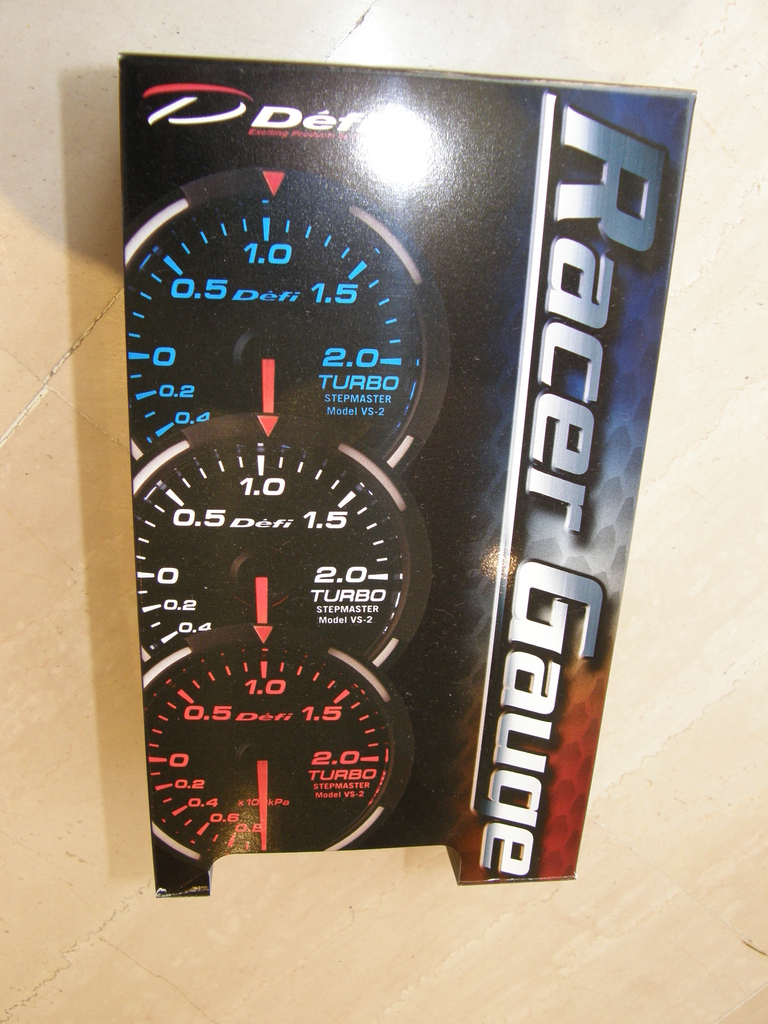 Défi
Racer Gauge
1.0
0.5 Défi 1.5
0 2.0
0.2 TURBO
0.4 STEPMASTER
Model VS-2
1.0
0.5 Défi 1.5
0 2.0
0.2 TURBO
0.4 STEPMASTER
Model VS-2
1.0
0.5 Défi 1.5
0 2.0
0.2 TURBO
0.4 STEPMASTER
Model VS-2
0.6
0.8